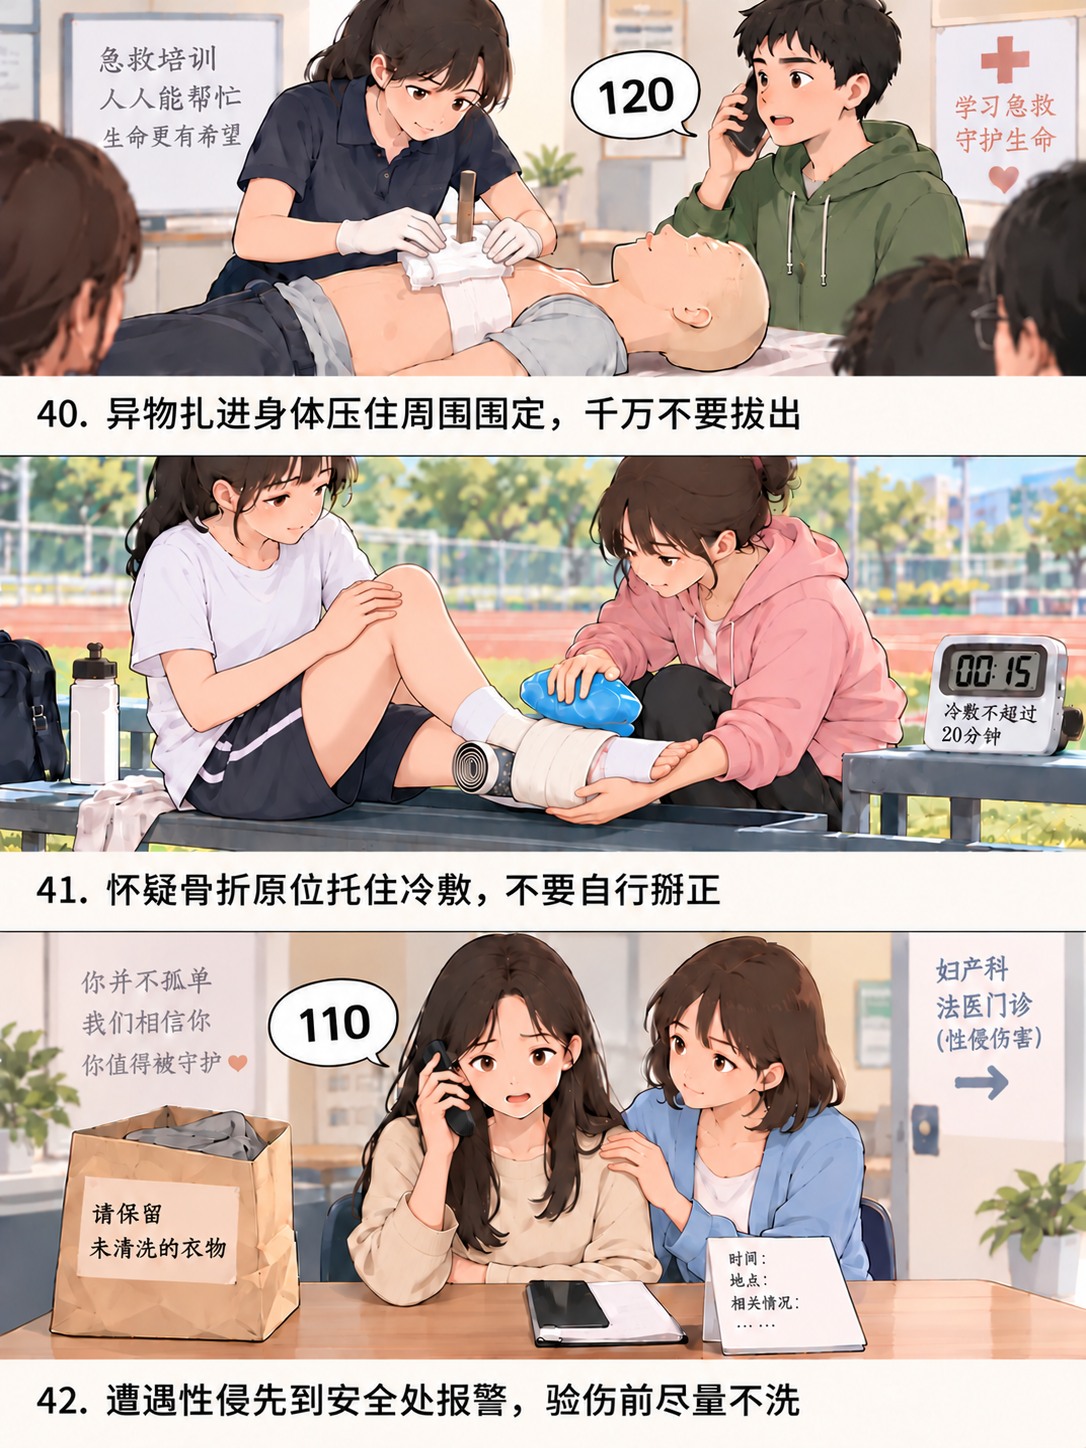 急救培训
人人能帮忙
生命更有希望
120
学习急救
守护生命
40. 异物扎进身体压住周围围定，千万不要拔出
00:15
冷敷不超过
20分钟
41. 怀疑骨折原位托住冷敷，不要自行掰正
你并不孤单
我们相信你
你值得被守护
110
妇产科
法医门诊
(性侵伤害)
请保留
未清洗的衣物
时间：
地点：
相关情况：
... ...
42. 遭遇性侵先到安全处报警，验伤前尽量不洗